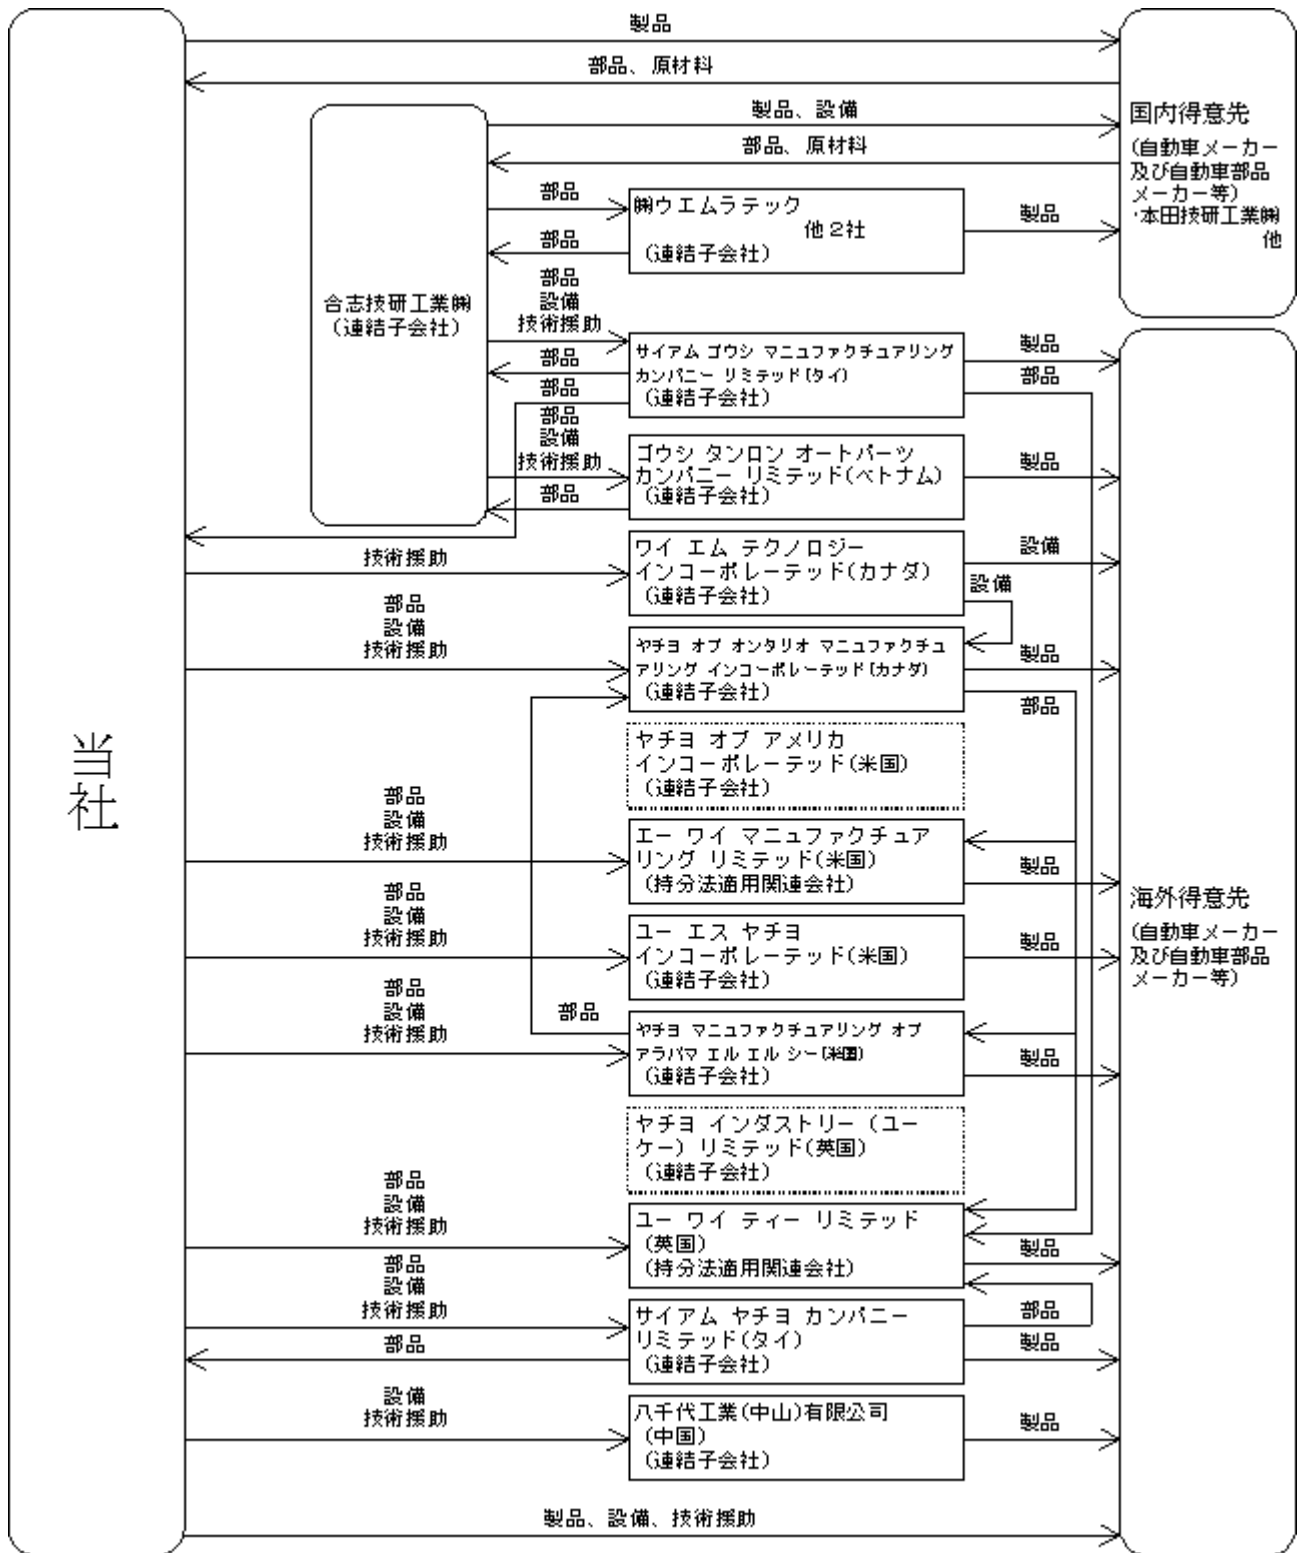 製品
部品、原材料
製品、設備
部品、原材料
国内得意先
(自動車メーカー
及び自動車部品
メーカー等)
・本田技研工業㈱
他
合志技研工業㈱
(連結子会社)
部品
㈱ウエムラテック
他2社
(連結子会社)
部品
製品
部品
設備
技術援助
サイアム ゴウシ マニュファクチュアリング
カンパニー リミテッド(タイ)
(連結子会社)
部品
部品
製品
部品
部品
設備
技術援助
ゴウシ タンロン オートパーツ
カンパニー リミテッド(ベトナム)
(連結子会社)
部品
製品
技術援助
ワイ エム テクノロジー
インコーポレーテッド(カナダ)
(連結子会社)
設備
設備
部品
設備
技術援助
ヤチヨ オブ オンタリオ マニュファクチュ
アリング インコーポレーテッド(カナダ)
(連結子会社)
製品
部品
当社
ヤチヨ オブ アメリカ
インコーポレーテッド(米国)
(連結子会社)
部品
設備
技術援助
エー ワイ マニュファクチュア
リング リミテッド(米国)
(持分法適用関連会社)
製品
海外得意先
(自動車メーカー
及び自動車部品
メーカー等)
部品
設備
技術援助
ユー エス ヤチヨ
インコーポレーテッド(米国)
(連結子会社)
製品
部品
設備
技術援助
部品
ヤチヨ マニュファクチュアリング オブ
アラバマ エル エル シー(米国)
(連結子会社)
製品
ヤチヨ インダストリー (ユー
ケー) リミテッド(英国)
(連結子会社)
部品
設備
技術援助
ユー ワイ ティー リミテッド
(英国)
(持分法適用関連会社)
製品
部品
設備
技術援助
サイアム ヤチヨ カンパニー
リミテッド(タイ)
(連結子会社)
部品
部品
製品
設備
技術援助
八千代工業(中山)有限公司
(中国)
(連結子会社)
製品
製品、設備、技術援助